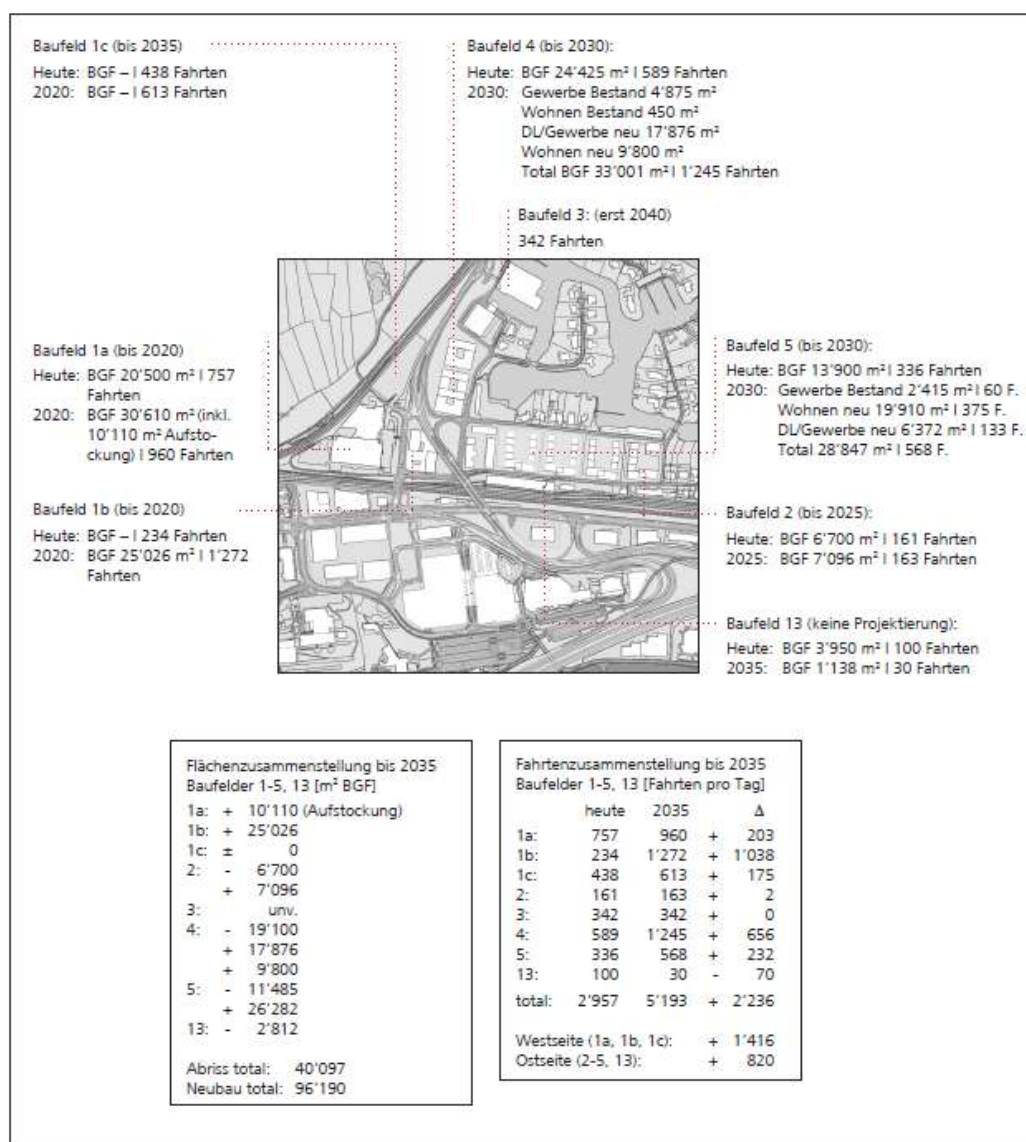 Baufeld 1c (bis 2035)
Heute: BGF – I 438 Fahrten
2020: BGF – I 613 Fahrten
Baufeld 4 (bis 2030):
Heute: BGF 24'425 m² I 589 Fahrten
2030: Gewerbe Bestand 4'875 m²
Wohnen Bestand 450 m²
DL/Gewerbe neu 17'876 m²
Wohnen neu 9'800 m²
Total BGF 33'001 m² I 1'245 Fahrten
Baufeld 3: (erst 2040)
342 Fahrten
Baufeld 1a (bis 2020)
Heute: BGF 20'500 m² I 757
Fahrten
2020: BGF 30'610 m² (inkl.
10'110 m² Aufsto-
ckung) I 960 Fahrten
Baufeld 1b (bis 2020)
Heute: BGF – I 234 Fahrten
2020: BGF 25'026 m² I 1'272
Fahrten
Baufeld 5 (bis 2030):
Heute: BGF 13'900 m² I 336 Fahrten
2030: Gewerbe Bestand 2'415 m² I 60 F.
Wohnen neu 19'910 m² I 375 F.
DL/Gewerbe neu 6'372 m² I 133 F.
Total 28'847 m² I 568 F.
Baufeld 2 (bis 2025):
Heute: BGF 6'700 m² I 161 Fahrten
2025: BGF 7'096 m² I 163 Fahrten
Baufeld 13 (keine Projektierung):
Heute: BGF 3'950 m² I 100 Fahrten
2035: BGF 1'138 m² I 30 Fahrten
Flächenzusammenstellung bis 2035
Baufelder 1-5, 13 [m² BGF]
1a: + 10'110 (Aufstockung)
1b: + 25'026
1c: ± 0
2: - 6'700
+ 7'096
3: unv.
4: - 19'100
+ 17'876
+ 9'800
5: - 11'485
+ 26'282
13: - 2'812
Abriss total: 40'097
Neubau total: 96'190
Fahrtenzusammenstellung bis 2035
Baufelder 1-5, 13 [Fahrten pro Tag]
heute 2035 Δ
1a: 757 960 + 203
1b: 234 1'272 + 1'038
1c: 438 613 + 175
2: 161 163 + 2
3: 342 342 + 0
4: 589 1'245 + 656
5: 336 568 + 232
13: 100 30 - 70
total: 2'957 5'193 + 2'236
Westseite (1a, 1b, 1c): + 1'416
Ostseite (2-5, 13): + 820